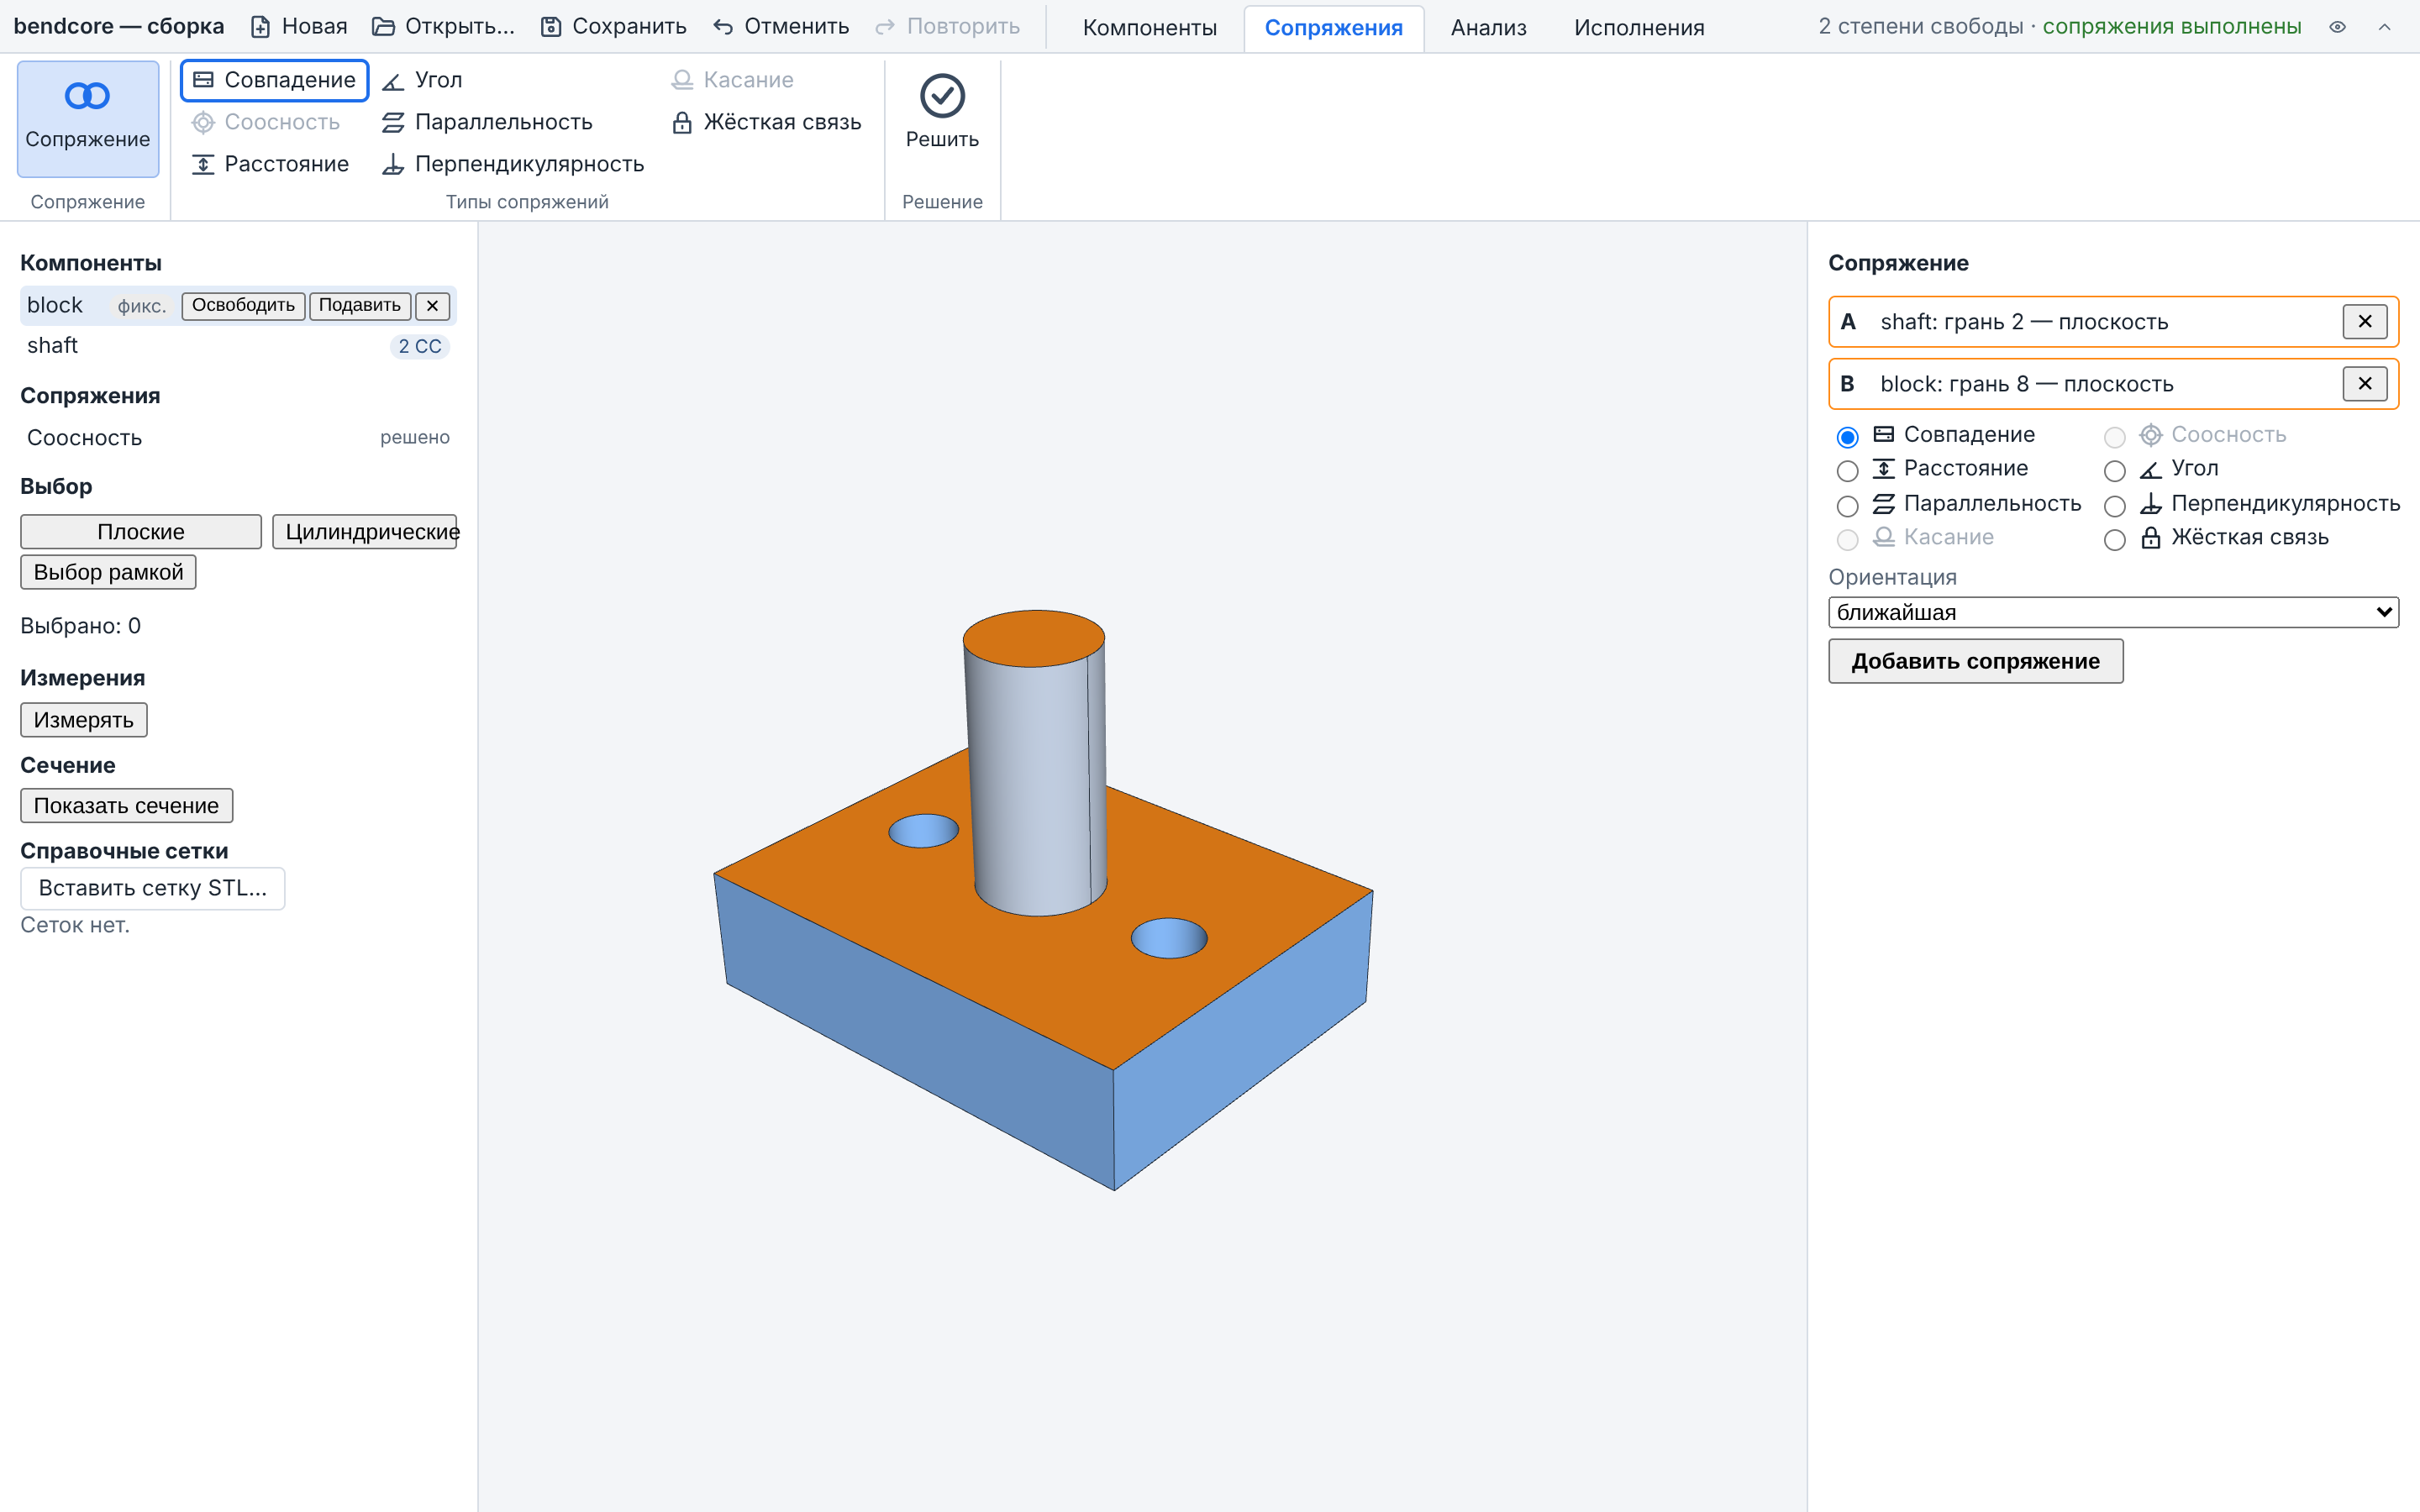 bendcore — сборка Новая Открыть... Сохранить Отменить Повторить Компоненты Сопряжения Анализ Исполнения 2 степени свободы · сопряжения выполнены
Сопряжение
Совпадение Угол Касание
Соосность Параллельность Жёсткая связь
Расстояние Перпендикулярность
Решить
Сопряжение Типы сопряжений Решение
Компоненты
block фикс. Освободить Подавить ✕
shaft 2 СС
Сопряжения
Соосность решено
Выбор
Плоские Цилиндрические
Выбор рамкой
Выбрано: 0
Измерения
Измерять
Сечение
Показать сечение
Справочные сетки
Вставить сетку STL...
Сеток нет.
Сопряжение
A shaft: грань 2 — плоскость ✕
B block: грань 8 — плоскость ✕
Совпадение Соосность
Расстояние Угол
Параллельность Перпендикулярность
Касание Жёсткая связь
Ориентация
ближайшая
Добавить сопряжение